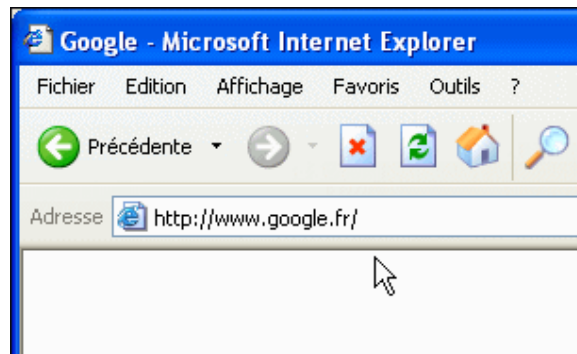 Google - Microsoft Internet Explorer
Fichier Edition Affichage Favoris Outils ?
Précédente
Adresse http://www.google.fr/